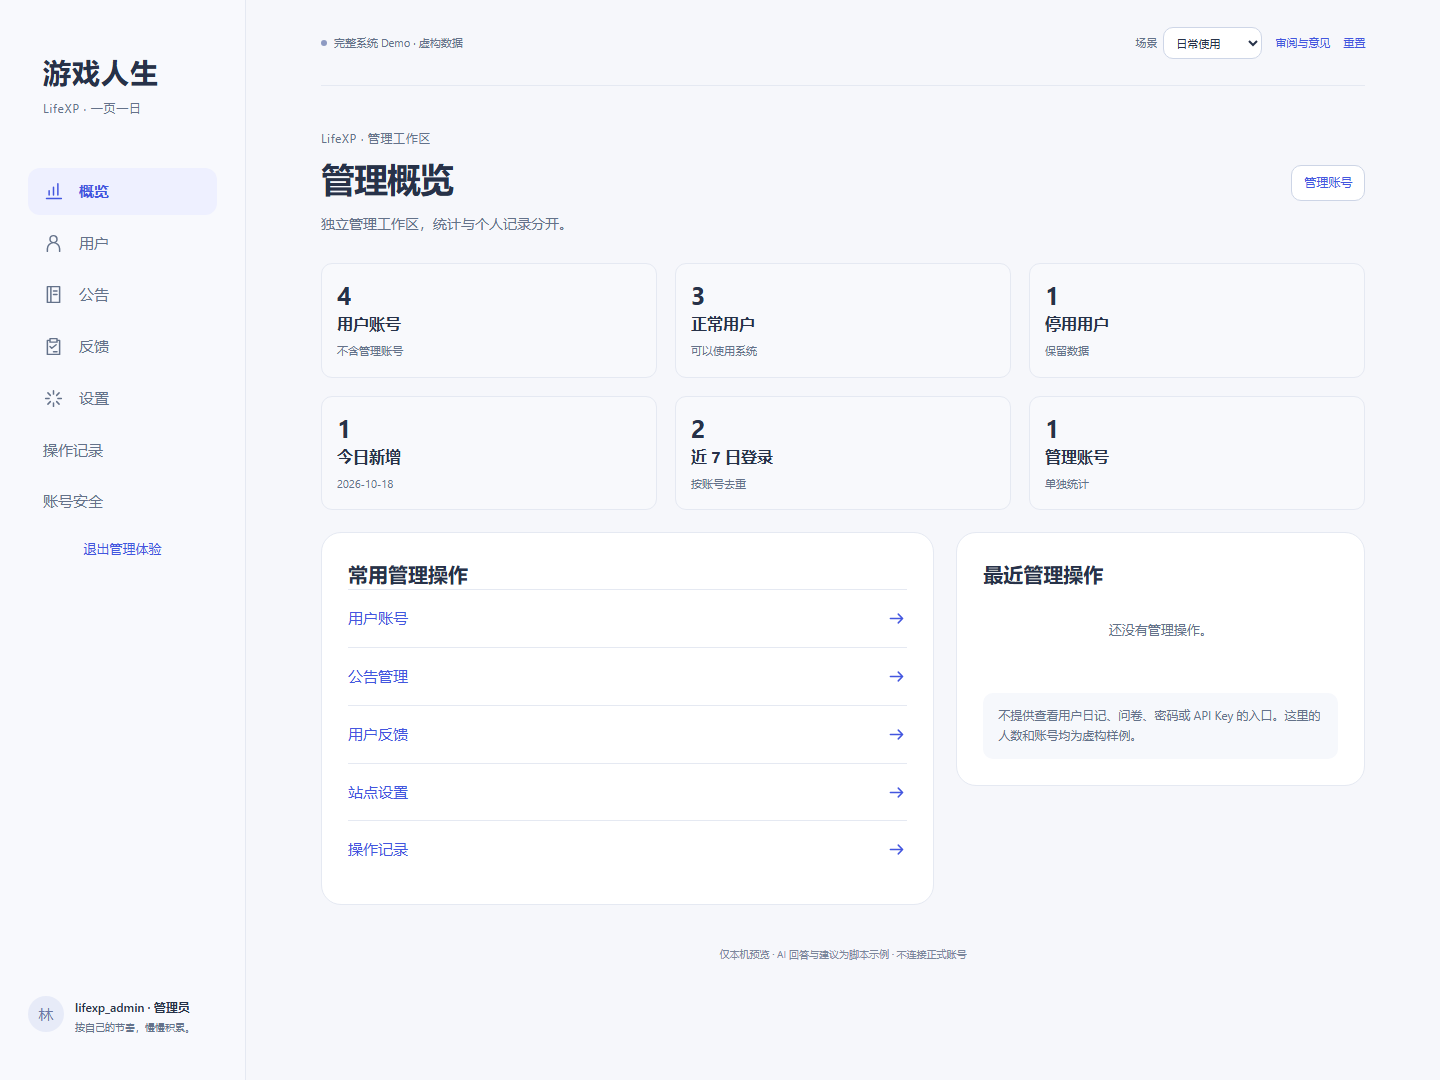 游戏人生
LifeXP · 一页一日
概览
用户
公告
反馈
设置
操作记录
账号安全
退出管理体验
lifexp_admin · 管理员
按自己的节奏，慢慢积累。
完整系统 Demo · 虚构数据
场景
日常使用
审阅与意见
重置
LifeXP · 管理工作区
管理概览
独立管理工作区，统计与个人记录分开。
管理账号
4
用户账号
不含管理账号
3
正常用户
可以使用系统
1
停用用户
保留数据
1
今日新增
2026-10-18
2
近 7 日登录
按账号去重
1
管理账号
单独统计
常用管理操作
用户账号
公告管理
用户反馈
站点设置
操作记录
最近管理操作
还没有管理操作。
不提供查看用户日记、问卷、密码或 API Key 的入口。这里的
人数和账号均为虚构样例。
仅本机预览 · AI 回答与建议为脚本示例 · 不连接正式账号
林